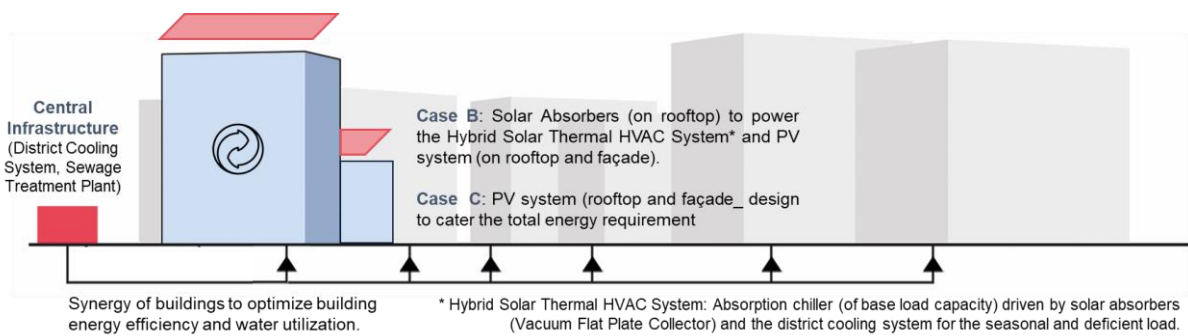 Central
Infrastructure
(District Cooling
System, Sewage
Treatment Plant)
Case B: Solar Absorbers (on rooftop) to power
the Hybrid Solar Thermal HVAC System* and PV
system (on rooftop and façade).
Case C: PV system (rooftop and façade_ design
to cater the total energy requirement
Synergy of buildings to optimize building
energy efficiency and water utilization.
* Hybrid Solar Thermal HVAC System: Absorption chiller (of base load capacity) driven by solar absorbers
(Vacuum Flat Plate Collector) and the district cooling system for the seasonal and deficient load.